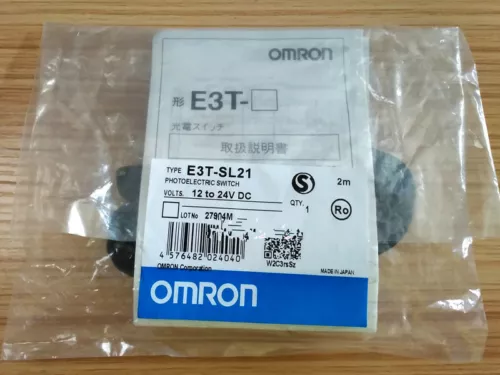 OMRON
形 E3T-□
光電スイッチ
取扱説明書
TYPE E3T-SL21
PHOTOELECTRIC SWITCH
S 2m
VOLTS. 12 to 24V DC
QTY. 1
Ro
LOT No 27904M
4 576482 024040
W2C3rsSz
OMRON Corporation
MADE IN JAPAN
OMRON